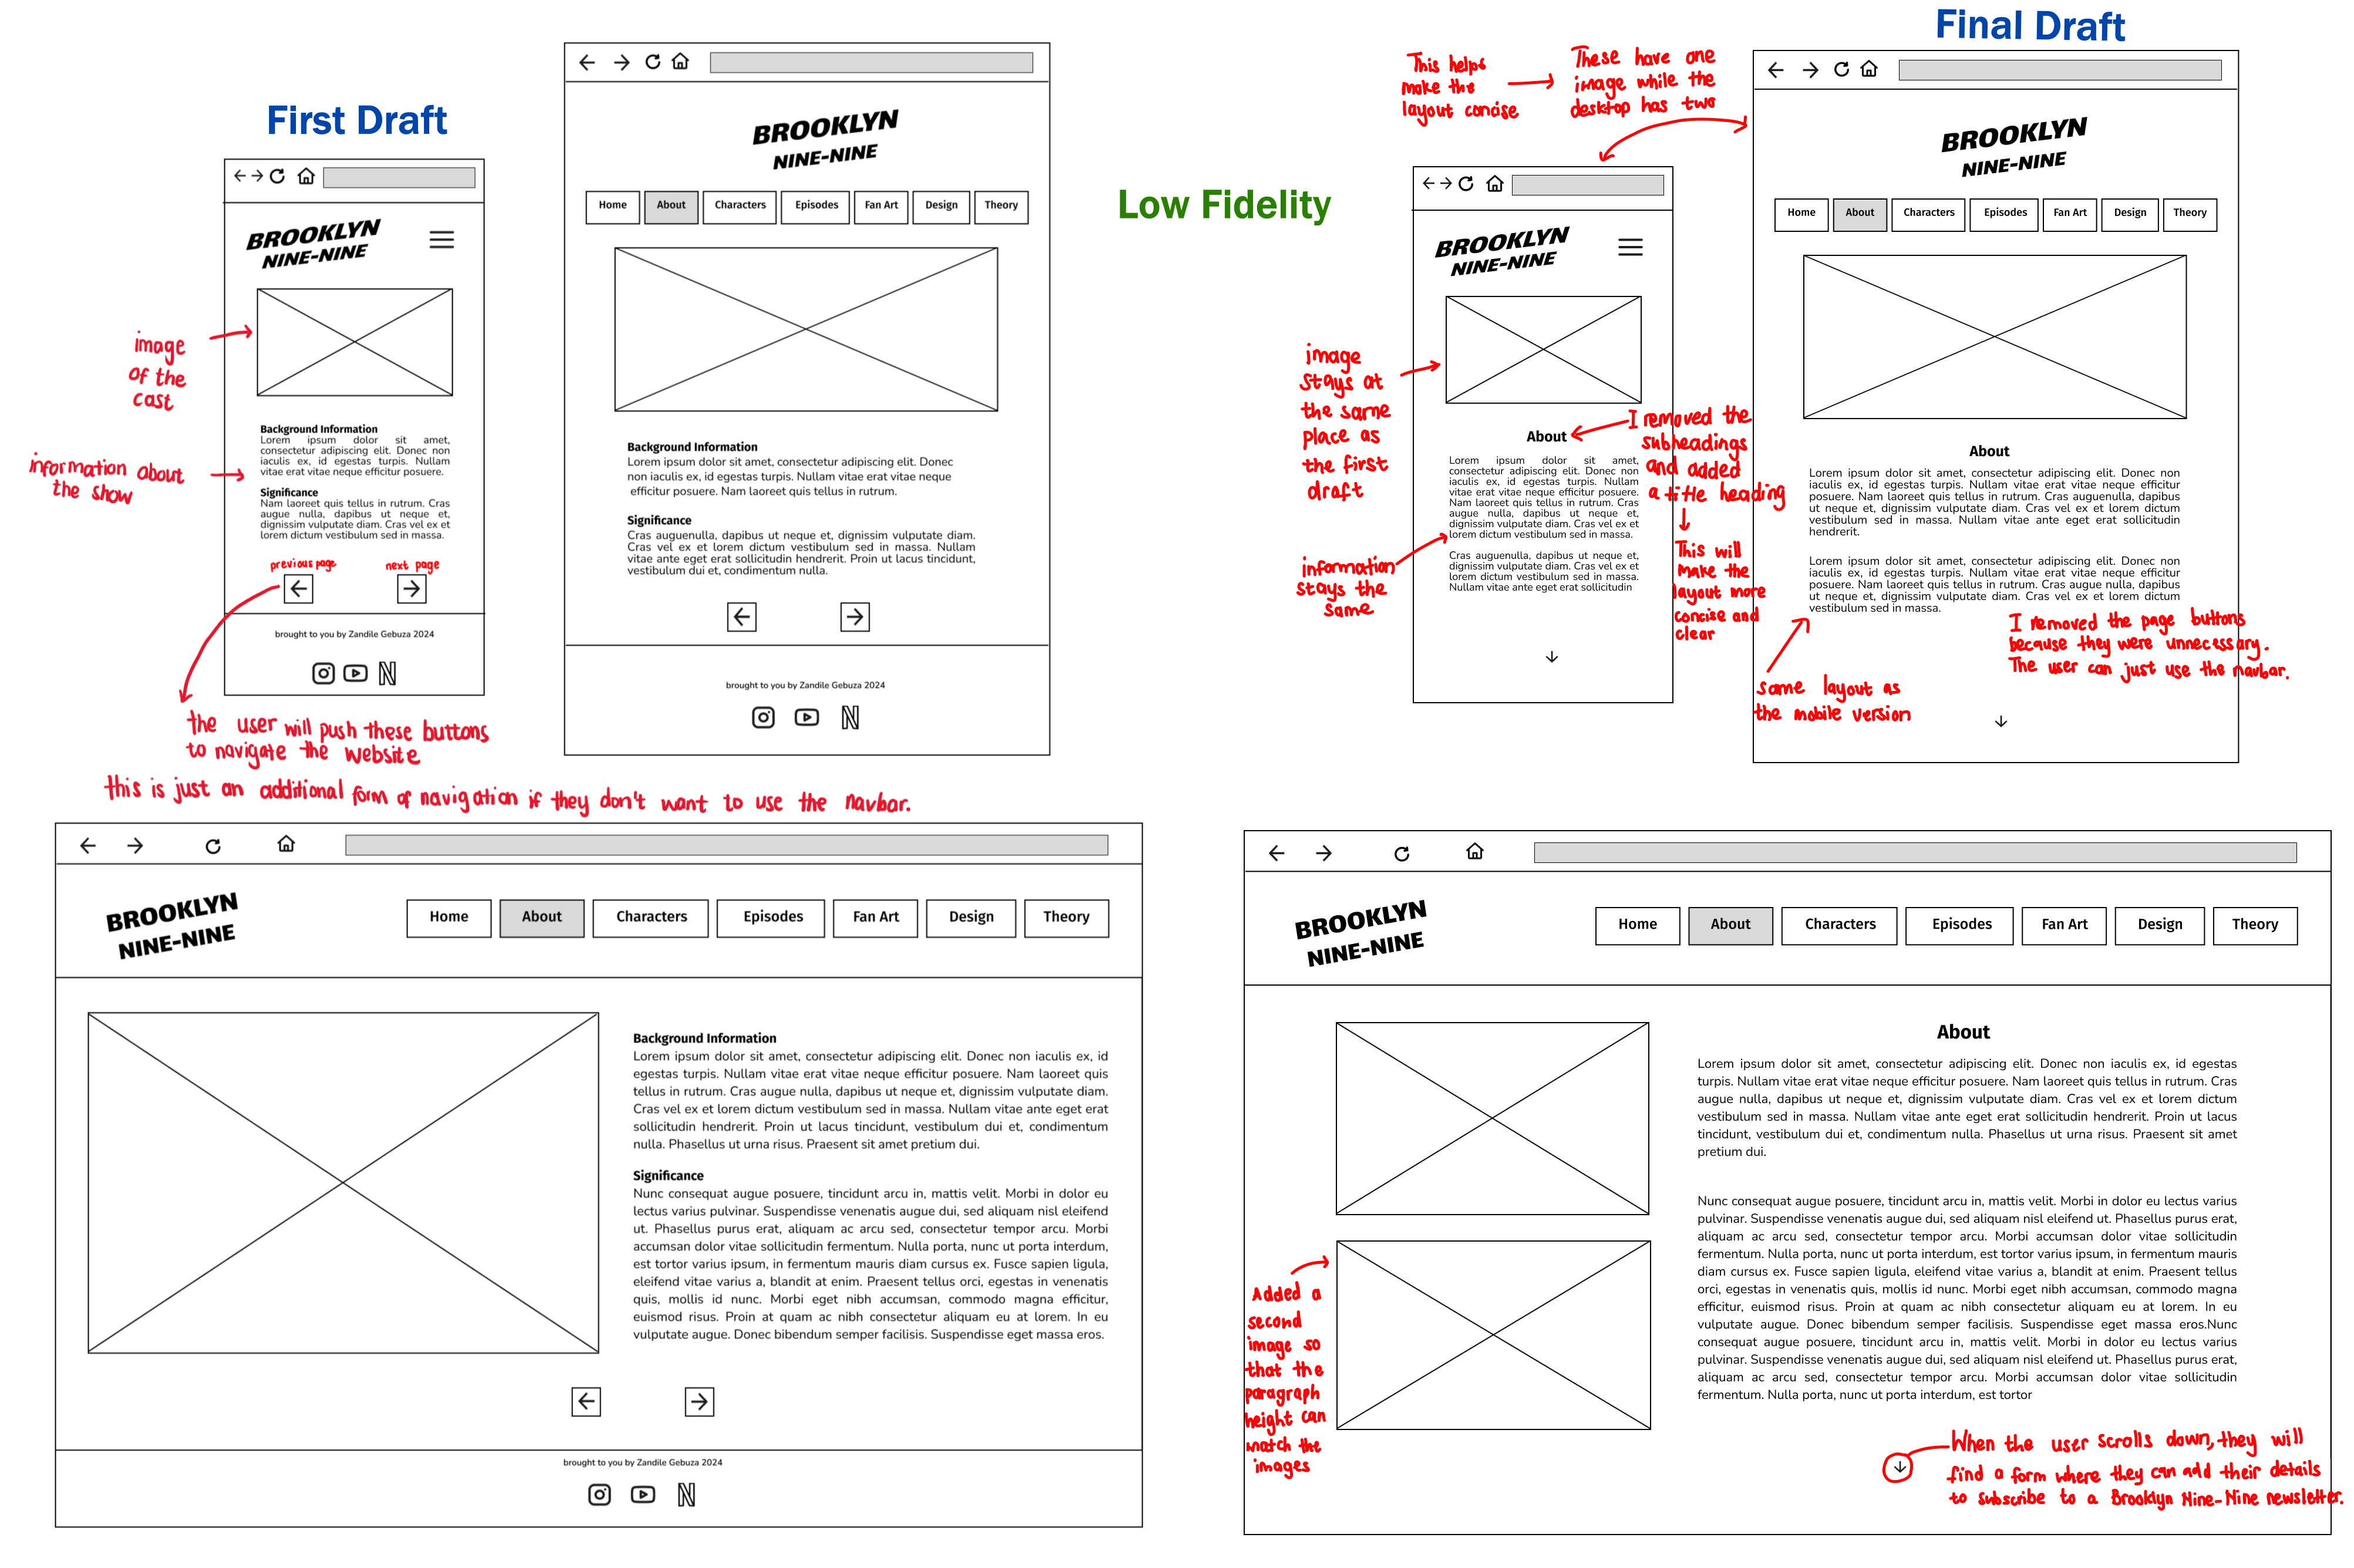 First Draft
BROOKLYN
NINE-NINE
image
of the
cast
Background Information
Lorem ipsum dolor sit amet,
consectetur adipiscing elit. Donec non
iaculis ex, id egestas turpis. Nullam
vitae erat vitae neque efficitur posuere.
information about
the show
Significance
Nam laoreet quis tellus in rutrum. Cras
augue nulla, dapibus ut neque et,
dignissim vulputate diam. Cras vel ex et
lorem dictum vestibulum sed in massa.
previous page
next page
brought to you by Zandile Gebuza 2024
the user will push these buttons
to navigate the website
this is just an additional form of navigation if they don't want to use the navbar.
BROOKLYN
NINE-NINE
Home About Characters Episodes Fan Art Design Theory
Background Information
Lorem ipsum dolor sit amet, consectetur adipiscing elit. Donec
non iaculis ex, id egestas turpis. Nullam vitae erat vitae neque
efficitur posuere. Nam laoreet quis tellus in rutrum.
Significance
Cras auguenulla, dapibus ut neque et, dignissim vulputate diam.
Cras vel ex et lorem dictum vestibulum sed in massa. Nullam
vitae ante eget erat sollicitudin hendrerit. Proin ut lacus tincidunt,
vestibulum dui et, condimentum nulla.
brought to you by Zandile Gebuza 2024
BROOKLYN
NINE-NINE
Home About Characters Episodes Fan Art Design Theory
Background Information
Lorem ipsum dolor sit amet, consectetur adipiscing elit. Donec non iaculis ex, id
egestas turpis. Nullam vitae erat vitae neque efficitur posuere. Nam laoreet quis
tellus in rutrum. Cras augue nulla, dapibus ut neque et, dignissim vulputate diam.
Cras vel ex et lorem dictum vestibulum sed in massa. Nullam vitae ante eget erat
sollicitudin hendrerit. Proin ut lacus tincidunt, vestibulum dui et, condimentum
nulla. Phasellus ut urna risus. Praesent sit amet pretium dui.
Significance
Nunc consequat augue posuere, tincidunt arcu in, mattis velit. Morbi in dolor eu
lectus varius pulvinar. Suspendisse venenatis augue dui, sed aliquam nisl eleifend
ut. Phasellus purus erat, aliquam ac arcu sed, consectetur tempor arcu. Morbi
accumsan dolor vitae sollicitudin fermentum. Nulla porta, nunc ut porta interdum,
est tortor varius ipsum, in fermentum mauris diam cursus ex. Fusce sapien ligula,
eleifend vitae varius a, blandit at enim. Praesent tellus orci, egestas in venenatis
quis, mollis id nunc. Morbi eget nibh accumsan, commodo magna efficitur,
euismod risus. Proin at quam ac nibh consectetur aliquam eu at lorem. In eu
vulputate augue. Donec bibendum semper facilisis. Suspendisse eget massa eros.
brought to you by Zandile Gebuza 2024
Low Fidelity
Final Draft
This helps
make the
layout concise
These have one
image while the
desktop has two
BROOKLYN
NINE-NINE
image
stays at
the same
place as
the first
draft
About
I removed the
subheadings
and added
a title heading
This will
make the
layout more
concise and
clear
Lorem ipsum dolor sit amet,
consectetur adipiscing elit. Donec non
iaculis ex, id egestas turpis. Nullam
vitae erat vitae neque efficitur posuere.
Nam laoreet quis tellus in rutrum. Cras
augue nulla, dapibus ut neque et,
dignissim vulputate diam. Cras vel ex et
lorem dictum vestibulum sed in massa.
Cras auguenulla, dapibus ut neque et,
dignissim vulputate diam. Cras vel ex et
lorem dictum vestibulum sed in massa.
Nullam vitae ante eget erat sollicitudin
information
stays the
same
BROOKLYN
NINE-NINE
Home About Characters Episodes Fan Art Design Theory
About
Lorem ipsum dolor sit amet, consectetur adipiscing elit. Donec non
iaculis ex, id egestas turpis. Nullam vitae erat vitae neque efficitur
posuere. Nam laoreet quis tellus in rutrum. Cras auguenulla, dapibus
ut neque et, dignissim vulputate diam. Cras vel ex et lorem dictum
vestibulum sed in massa. Nullam vitae ante eget erat sollicitudin
hendrerit.
Lorem ipsum dolor sit amet, consectetur adipiscing elit. Donec non
iaculis ex, id egestas turpis. Nullam vitae erat vitae neque efficitur
posuere. Nam laoreet quis tellus in rutrum. Cras augue nulla, dapibus
ut neque et, dignissim vulputate diam. Cras vel ex et lorem dictum
vestibulum sed in massa.
I removed the page buttons
because they were unnecessary.
The user can just use the navbar.
same layout as
the mobile version
BROOKLYN
NINE-NINE
Home About Characters Episodes Fan Art Design Theory
About
Lorem ipsum dolor sit amet, consectetur adipiscing elit. Donec non iaculis ex, id egestas
turpis. Nullam vitae erat vitae neque efficitur posuere. Nam laoreet quis tellus in rutrum. Cras
augue nulla, dapibus ut neque et, dignissim vulputate diam. Cras vel ex et lorem dictum
vestibulum sed in massa. Nullam vitae ante eget erat sollicitudin hendrerit. Proin ut lacus
tincidunt, vestibulum dui et, condimentum nulla. Phasellus ut urna risus. Praesent sit amet
pretium dui.
Nunc consequat augue posuere, tincidunt arcu in, mattis velit. Morbi in dolor eu lectus varius
pulvinar. Suspendisse venenatis augue dui, sed aliquam nisl eleifend ut. Phasellus purus erat,
aliquam ac arcu sed, consectetur tempor arcu. Morbi accumsan dolor vitae sollicitudin
fermentum. Nulla porta, nunc ut porta interdum, est tortor varius ipsum, in fermentum mauris
diam cursus ex. Fusce sapien ligula, eleifend vitae varius a, blandit at enim. Praesent tellus
orci, egestas in venenatis quis, mollis id nunc. Morbi eget nibh accumsan, commodo magna
efficitur, euismod risus. Proin at quam ac nibh consectetur aliquam eu at lorem. In eu
vulputate augue. Donec bibendum semper facilisis. Suspendisse eget massa eros.Nunc
consequat augue posuere, tincidunt arcu in, mattis velit. Morbi in dolor eu lectus varius
pulvinar. Suspendisse venenatis augue dui, sed aliquam nisl eleifend ut. Phasellus purus erat,
aliquam ac arcu sed, consectetur tempor arcu. Morbi accumsan dolor vitae sollicitudin
fermentum. Nulla porta, nunc ut porta interdum, est tortor
Added a
second
image so
that the
paragraph
height can
match the
images
When the user scrolls down, they will
find a form where they can add their details
to subscribe to a Brooklyn Nine-Nine newsletter.